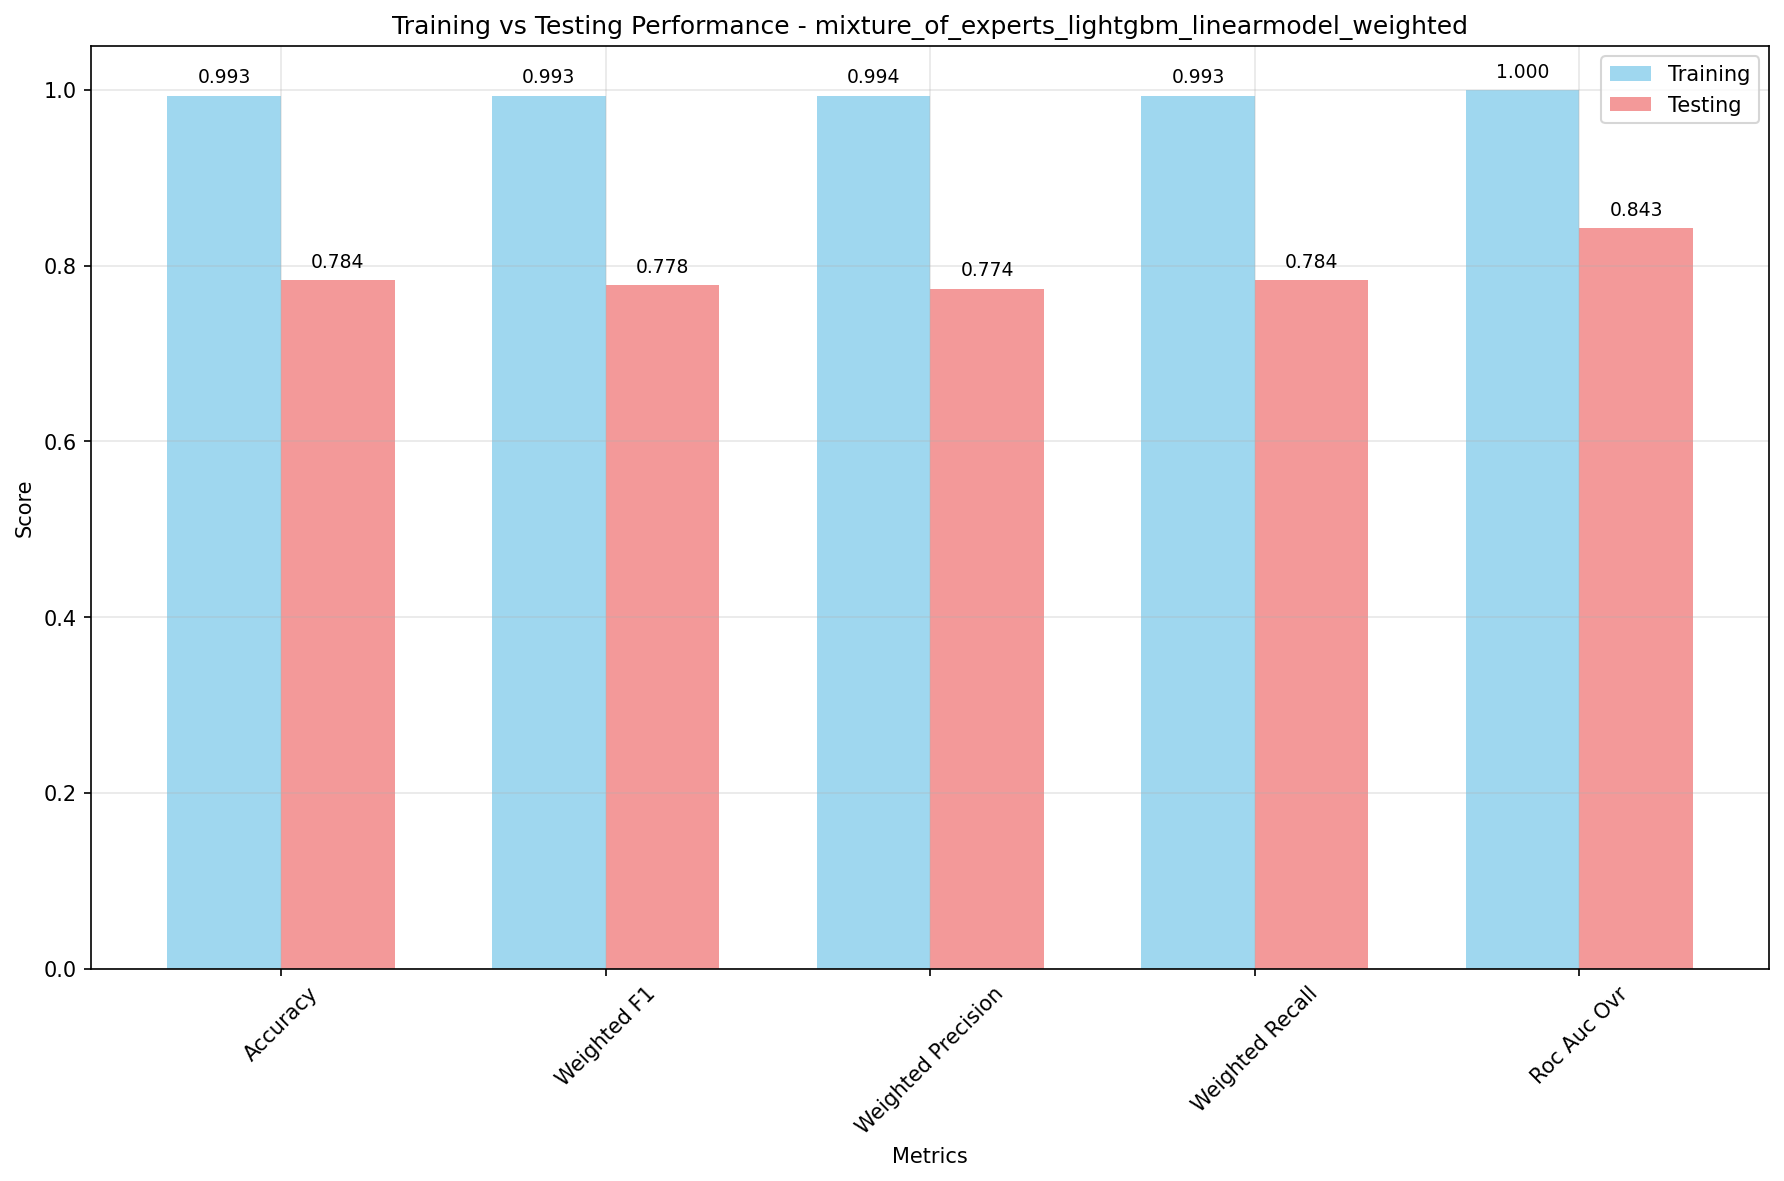 Training vs Testing Performance - mixture_of_experts_lightgbm_linearmodel_weighted
Training
Testing
0.993
0.993
0.994
0.993
1.000
0.784
0.778
0.774
0.784
0.843
Score
1.0
0.8
0.6
0.4
0.2
0.0
Accuracy
Weighted F1
Weighted Precision
Weighted Recall
Roc Auc Ovr
Metrics